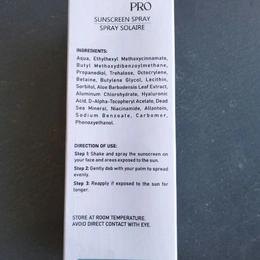 PRO
SUNSCREEN SPRAY
SPRAY SOLAIRE
INGREDIENTS:
Aqua, Ethylhexyl Methoxycinnamate,
Butyl Methoxydibenzoylmethane,
Propanediol, Trehalose, Octocrylene,
Betaine, Butylene Glycol, Lecithin,
Sorbitol, Aloe Barbadensis Leaf Extract,
Aluminum Chlorohydrate, Hyaluronic
Acid, D-Alpha-Tocopheryl Acetate, Dead
Sea Mineral, Niacinamide, Allantoin,
Sodium Benzoate, Carbomer,
Phenoxyethanol.
DIRECTION OF USE:
Step 1: Shake and spray the sunscreen on
your face and areas exposed to the sun.
Step 2: Gently dab with your palm to spread
evenly.
Step 3: Reapply if exposed to the sun for
longer.
STORE AT ROOM TEMPERATURE.
AVOID DIRECT CONTACT WITH EYE.